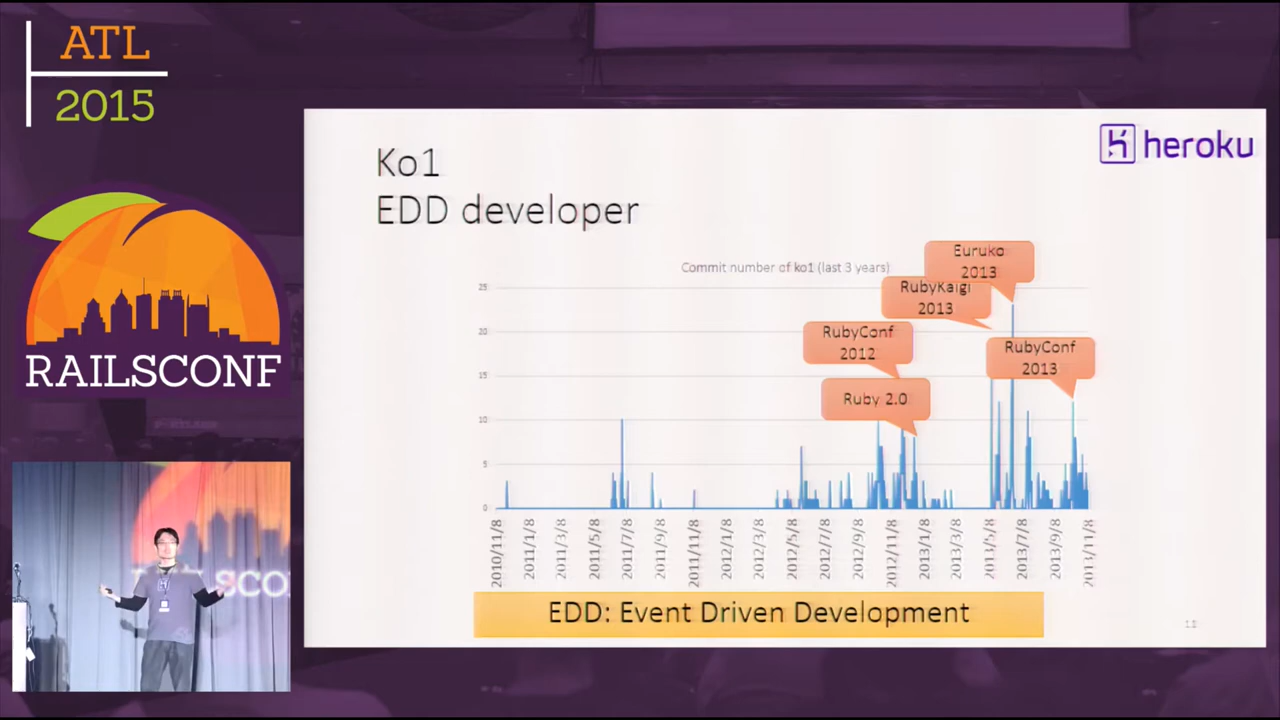 ATL
2015
RAILSCONF
heroku
Ko1
EDD developer
Commit number of ko1 (last 3 years)
Euruko
2013
RubyKaigi
2013
RubyConf
2012
RubyConf
2013
Ruby 2.0
25
20
15
10
5
0
2010/11/8
2011/1/8
2011/3/8
2011/5/8
2011/7/8
2011/9/8
2011/11/8
2012/1/8
2012/3/8
2012/5/8
2012/7/8
2012/9/8
2012/11/8
2013/1/8
2013/3/8
2013/5/8
2013/7/8
2013/9/8
2013/11/8
EDD: Event Driven Development
SCO